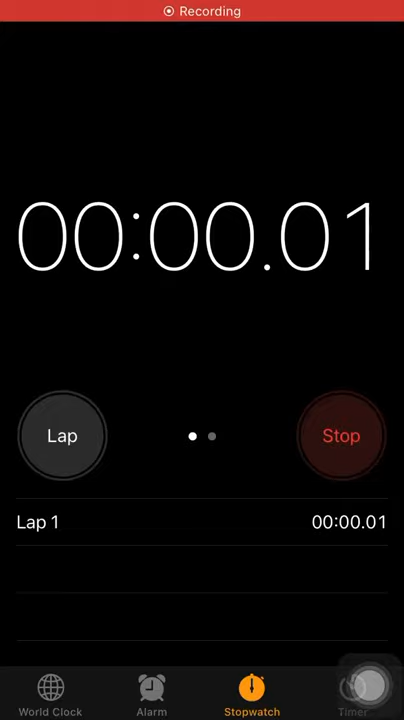 Recording
00:00.01
Lap
Stop
Lap 1 00:00.01
World Clock Alarm Stopwatch Timer